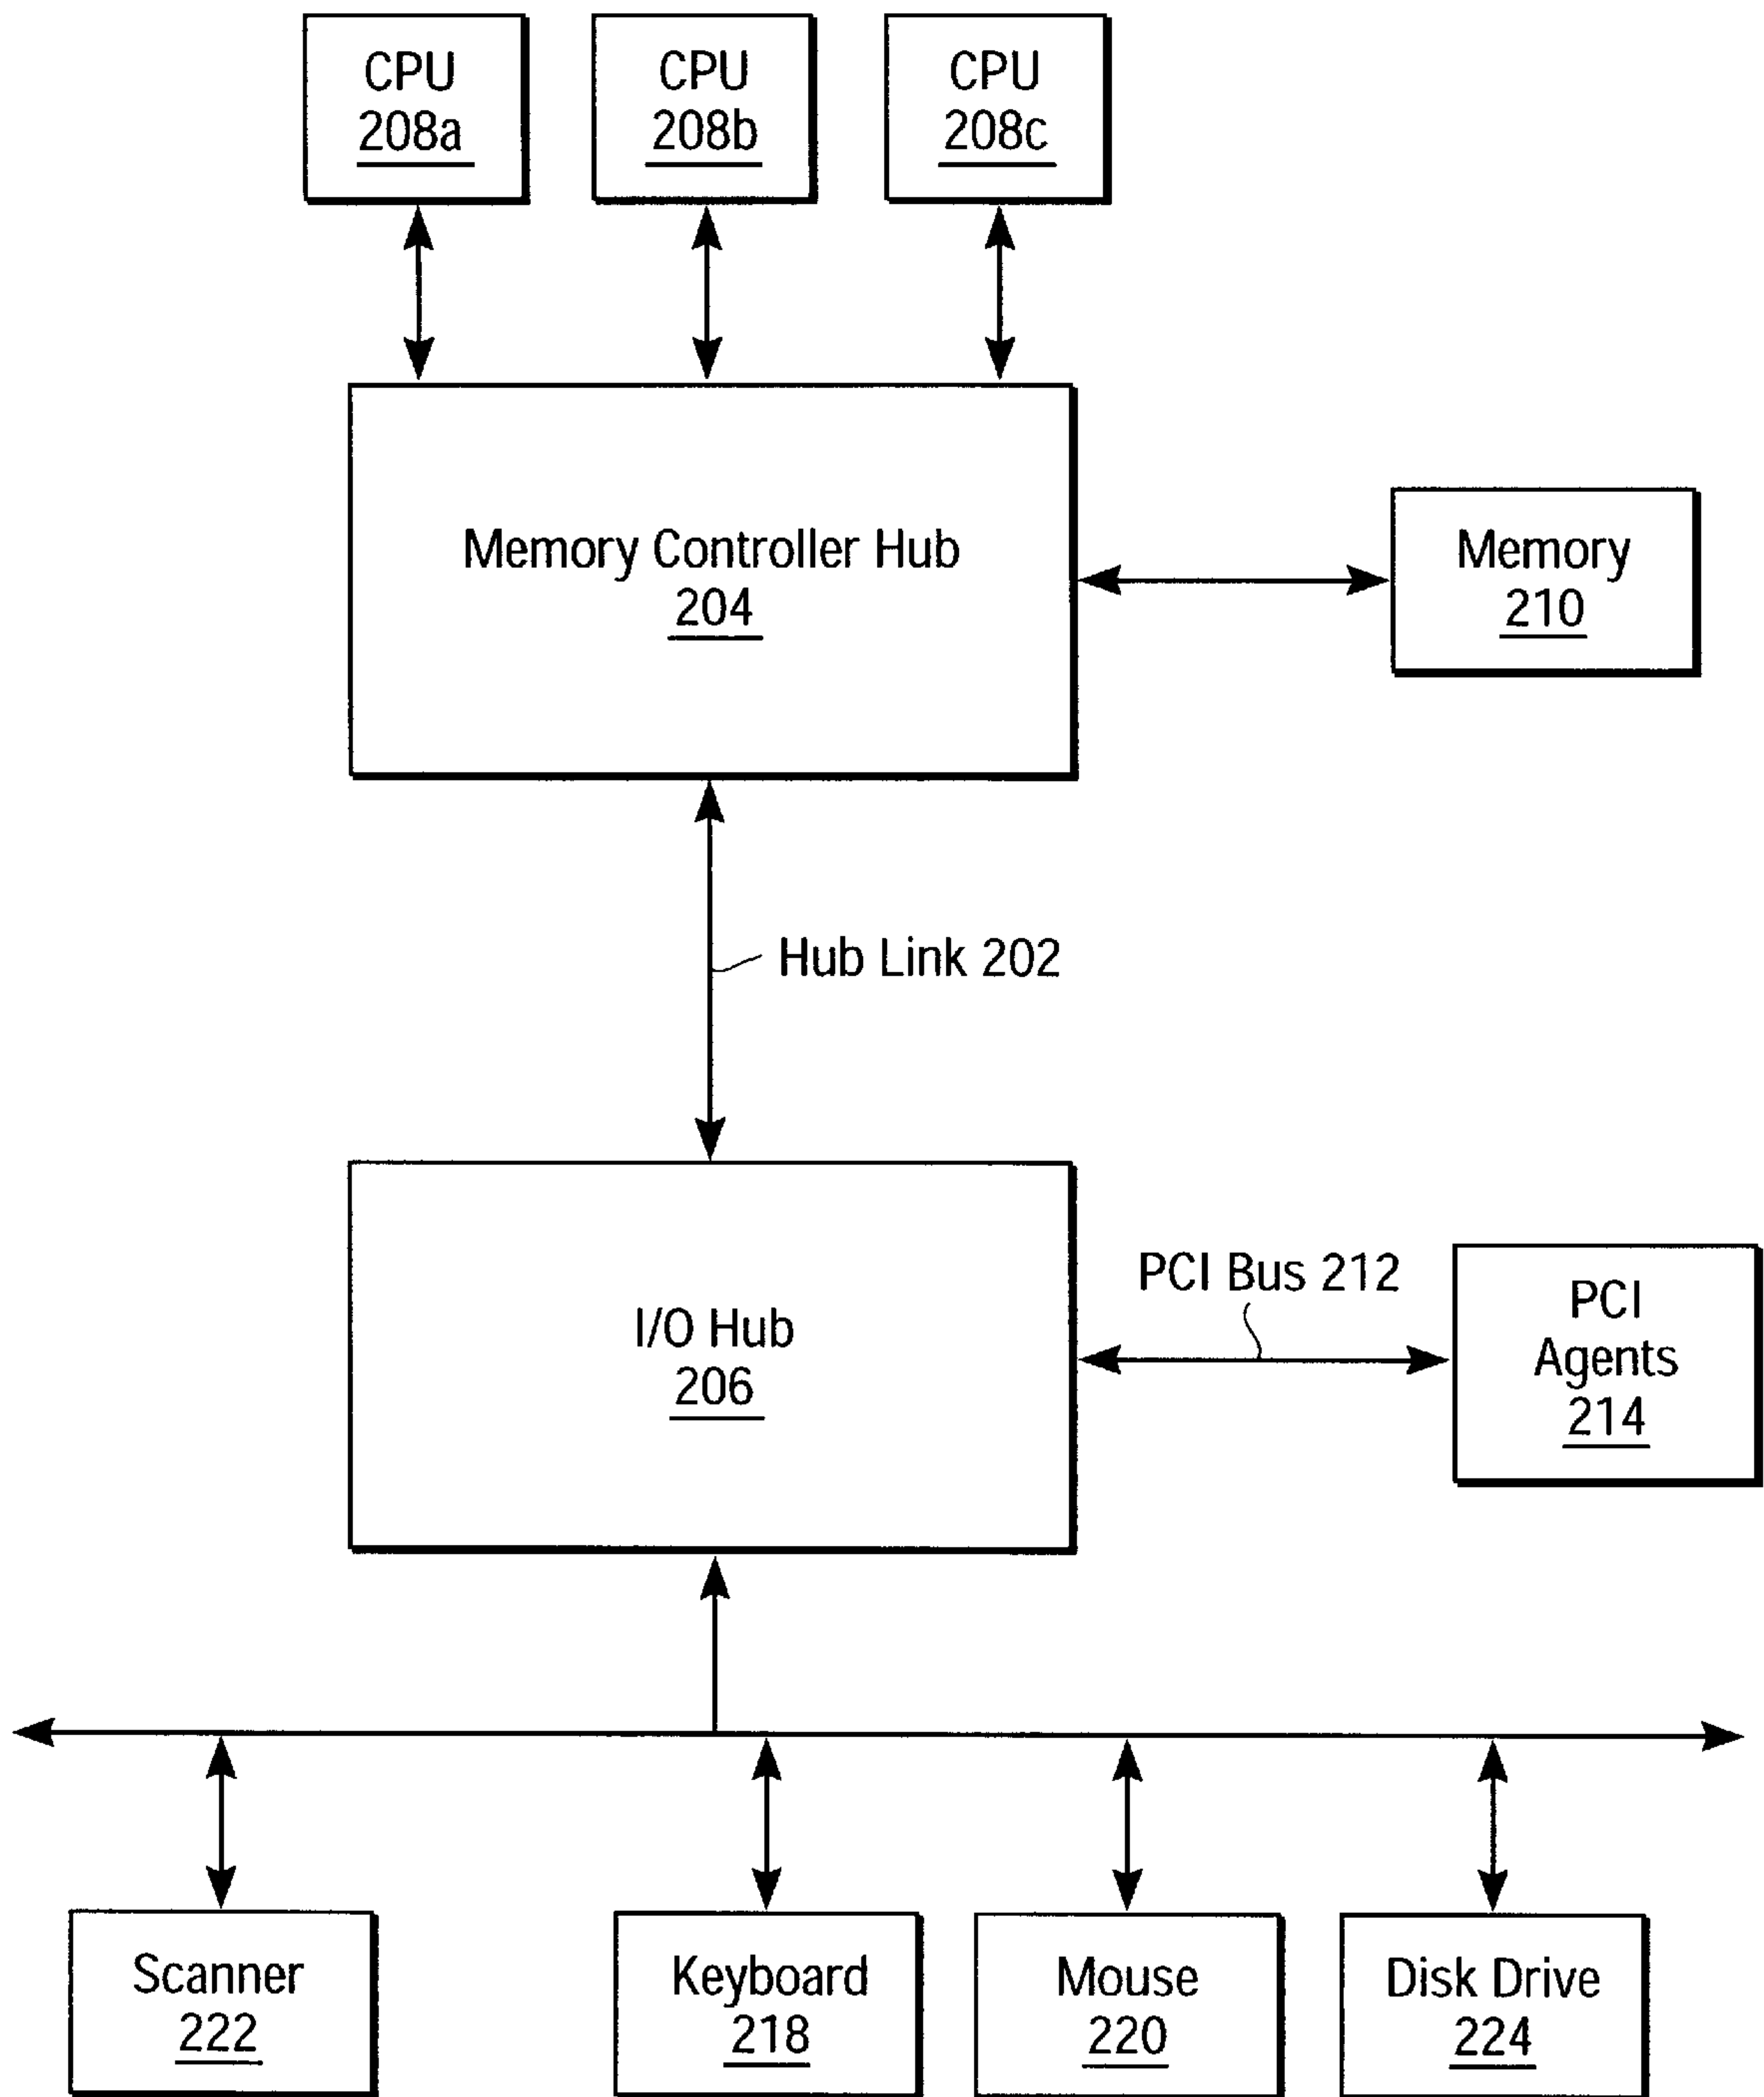 CPU
208a
CPU
208b
CPU
208c
Memory Controller Hub
204
Memory
210
Hub Link 202
PCI Bus 212
I/O Hub
206
PCI
Agents
214
Scanner
222
Keyboard
218
Mouse
220
Disk Drive
224